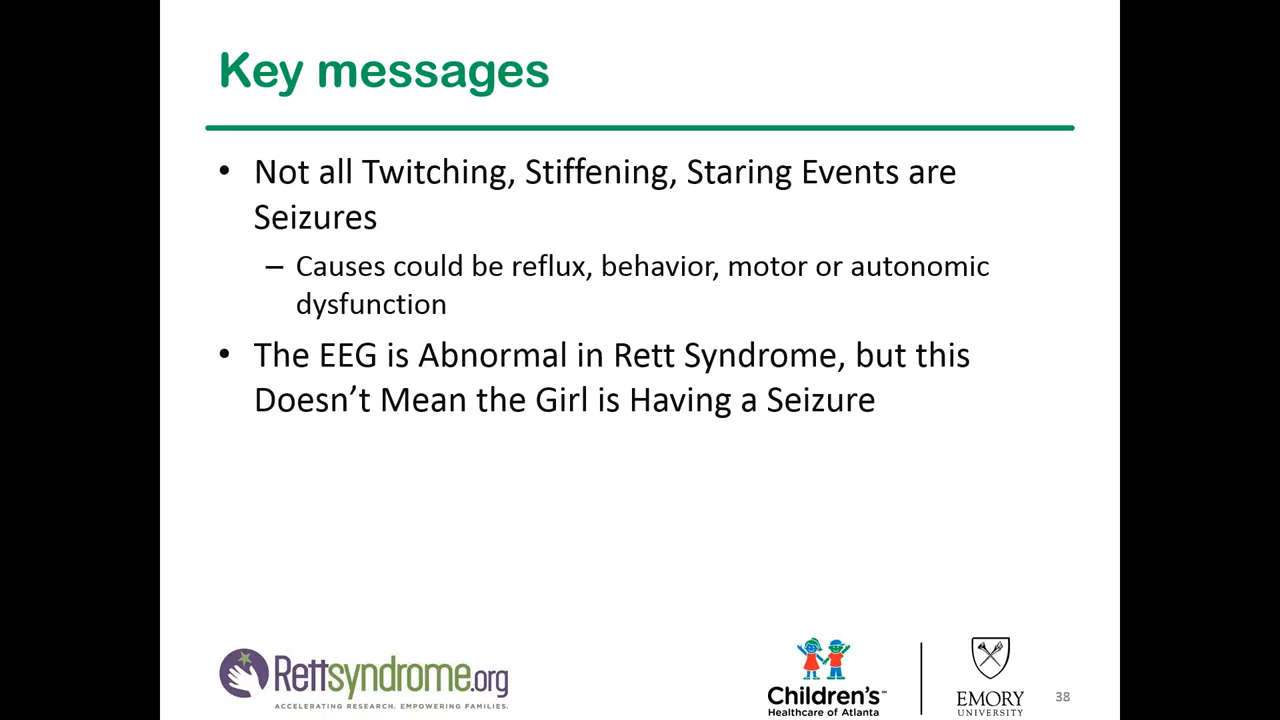 Key messages
• Not all Twitching, Stiffening, Staring Events are
Seizures
– Causes could be reflux, behavior, motor or autonomic
dysfunction
• The EEG is Abnormal in Rett Syndrome, but this
Doesn’t Mean the Girl is Having a Seizure
Rettsyndrome.org
ACCELERATING RESEARCH. EMPOWERING FAMILIES.
Children's™
Healthcare of Atlanta
EMORY
UNIVERSITY
38